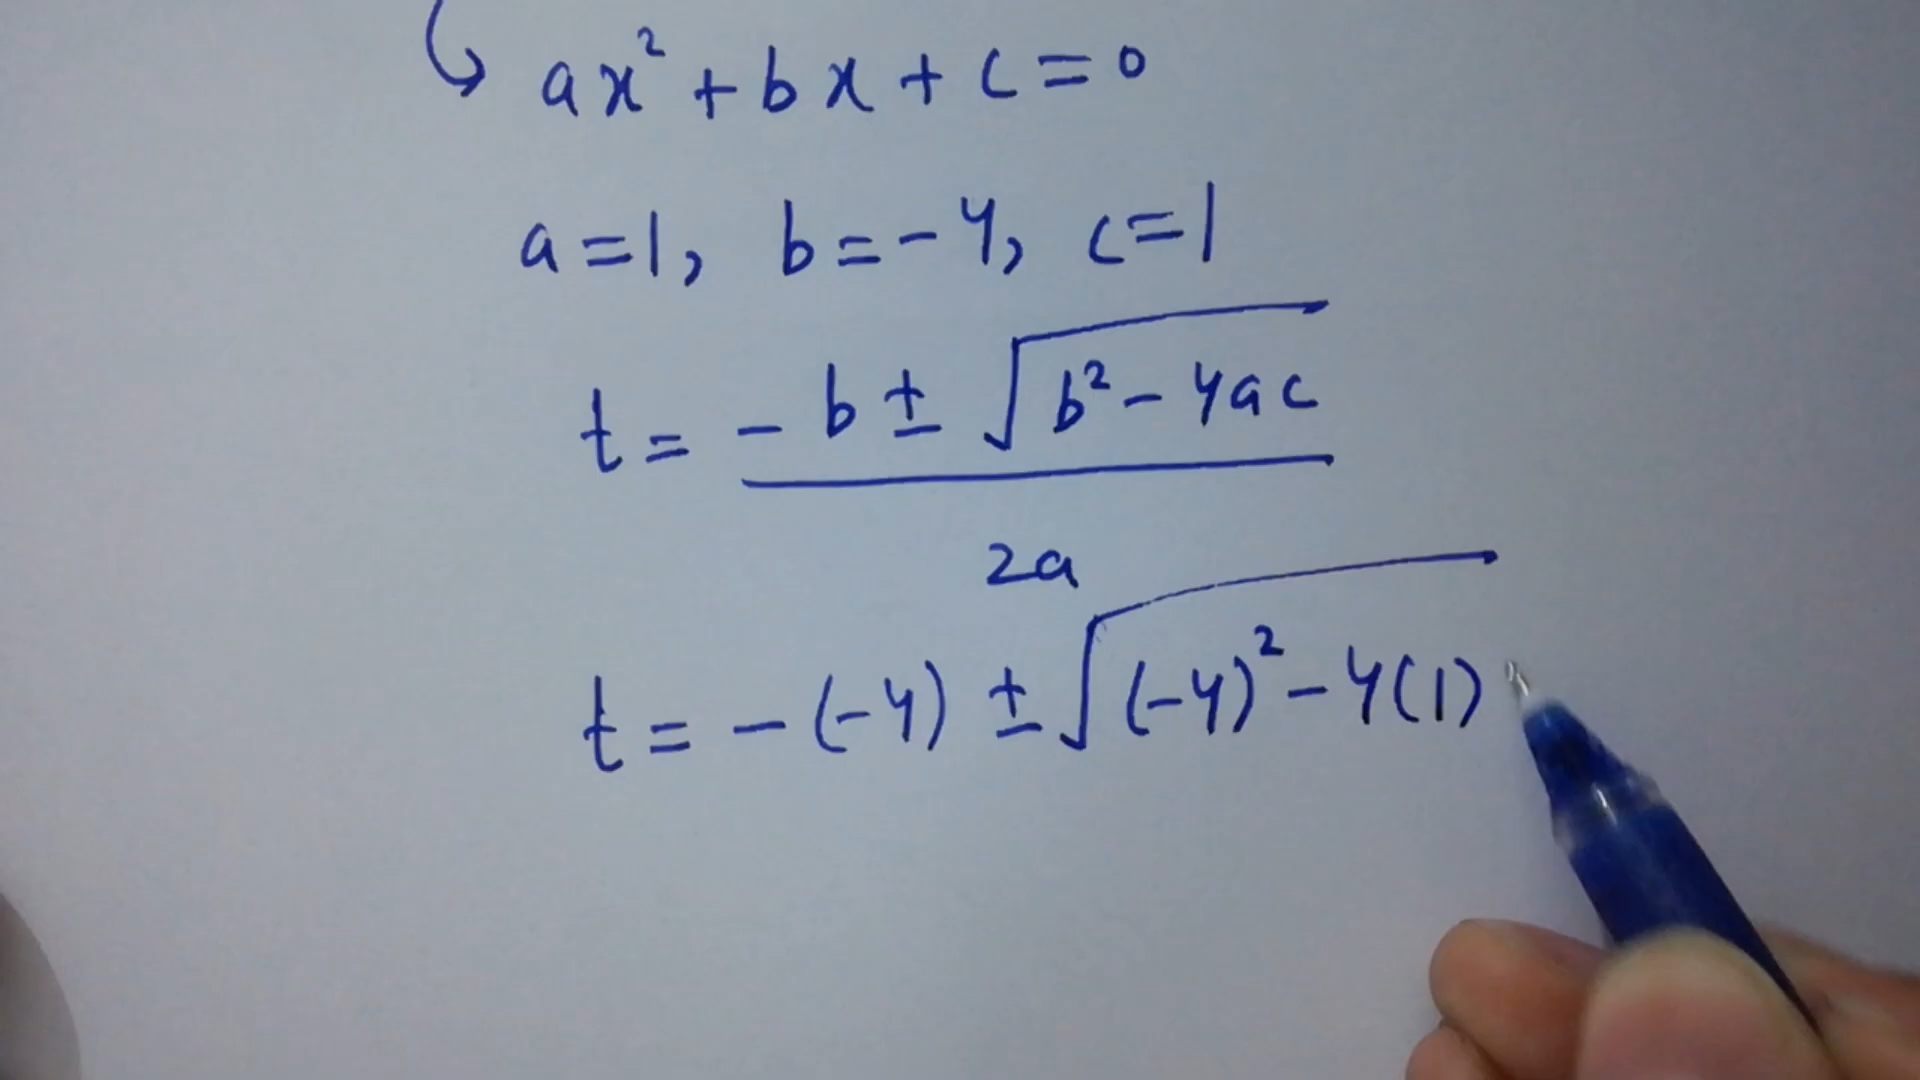 ax² + bx + c = 0
a = 1, b = -4, c = 1
t = -b ± √(b² - 4ac)
2a
t = -(-4) ± √((-4)² - 4(1)